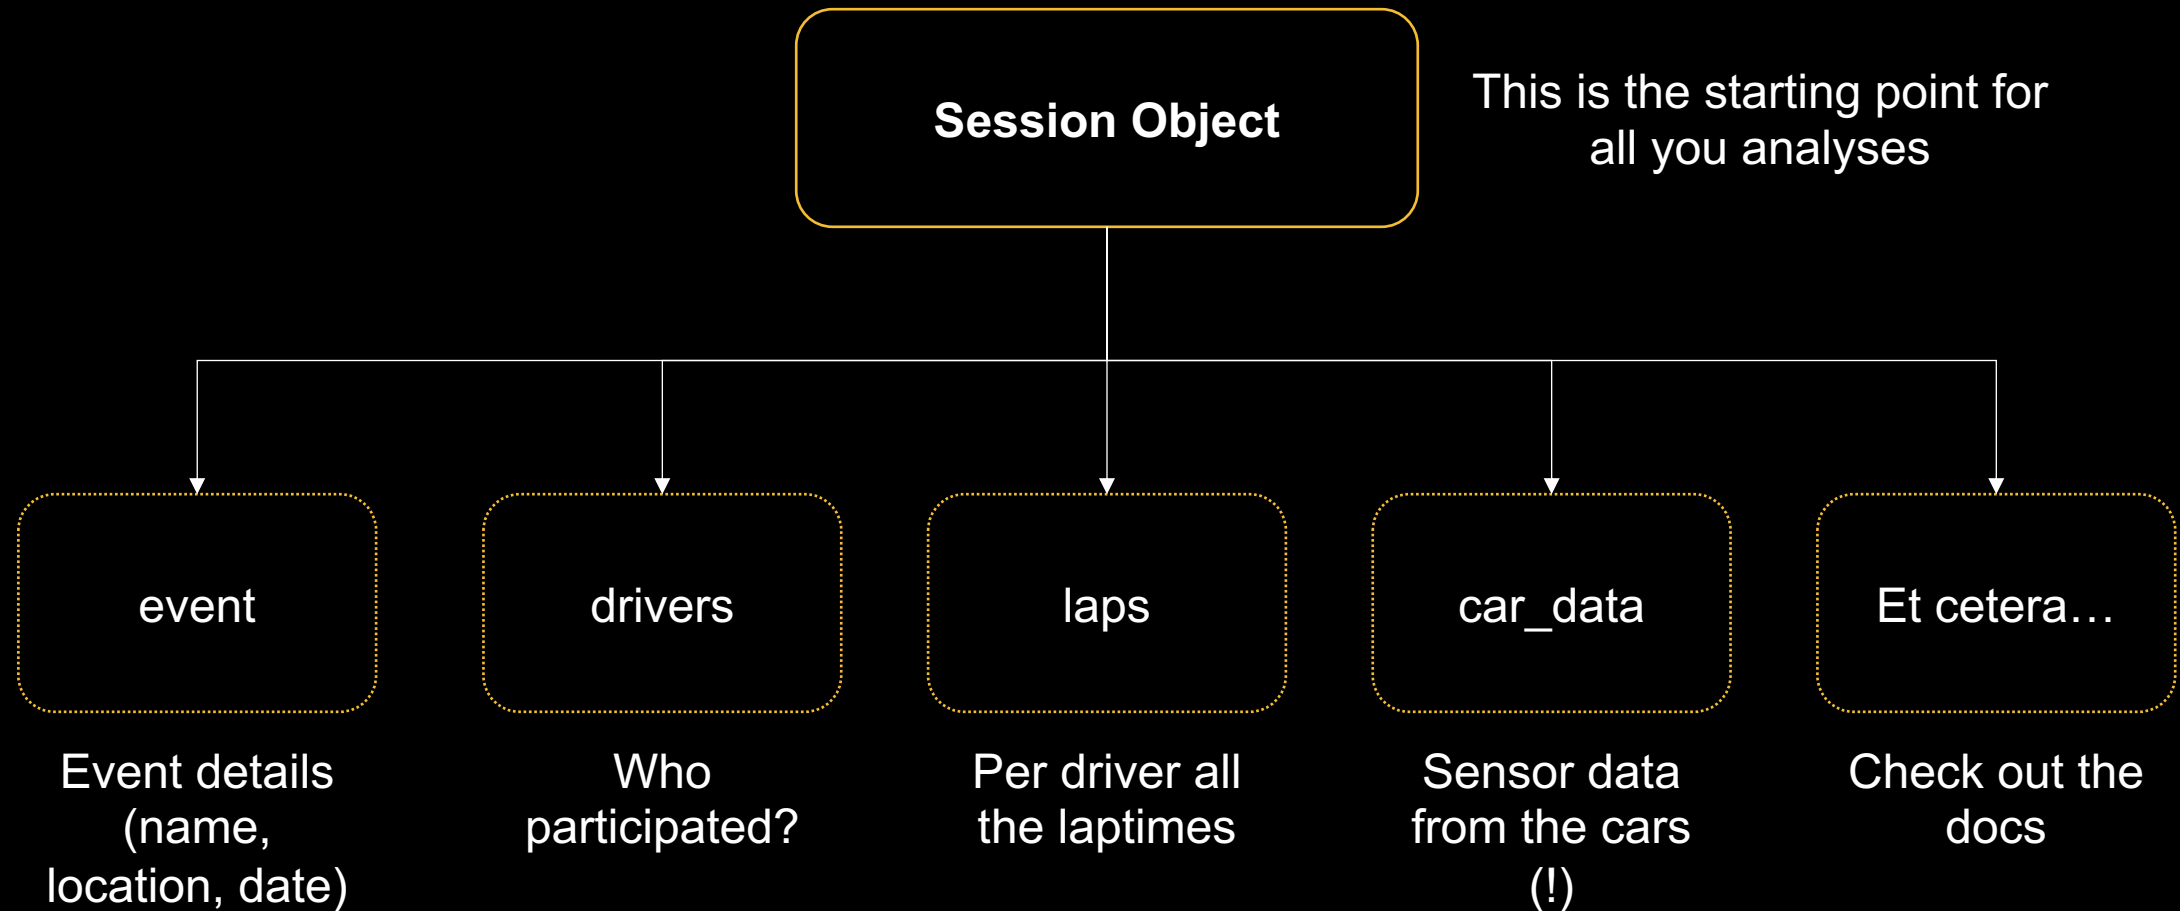 Session Object
This is the starting point for
all you analyses
event
drivers
laps
car_data
Et cetera…
Event details
(name,
location, date)
Who
participated?
Per driver all
the laptimes
Sensor data
from the cars
(!)
Check out the
docs